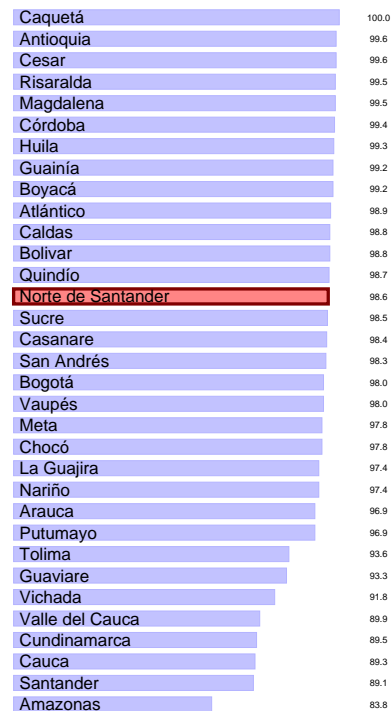 Caquetá 100.0
Antioquia 99.6
Cesar 99.6
Risaralda 99.5
Magdalena 99.5
Córdoba 99.4
Huila 99.3
Guainía 99.2
Boyacá 99.2
Atlántico 98.9
Caldas 98.8
Bolivar 98.8
Quindío 98.7
Norte de Santander 98.6
Sucre 98.5
Casanare 98.4
San Andrés 98.3
Bogotá 98.0
Vaupés 98.0
Meta 97.8
Chocó 97.8
La Guajira 97.4
Nariño 97.4
Arauca 96.9
Putumayo 96.9
Tolima 93.6
Guaviare 93.3
Vichada 91.8
Valle del Cauca 89.9
Cundinamarca 89.5
Cauca 89.3
Santander 89.1
Amazonas 83.8